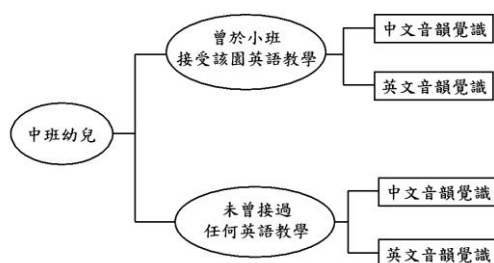 中班幼兒
曾於小班
接受該園英語教學
中文音韻覺識
英文音韻覺識
未曾接過
任何英語教學
中文音韻覺識
英文音韻覺識